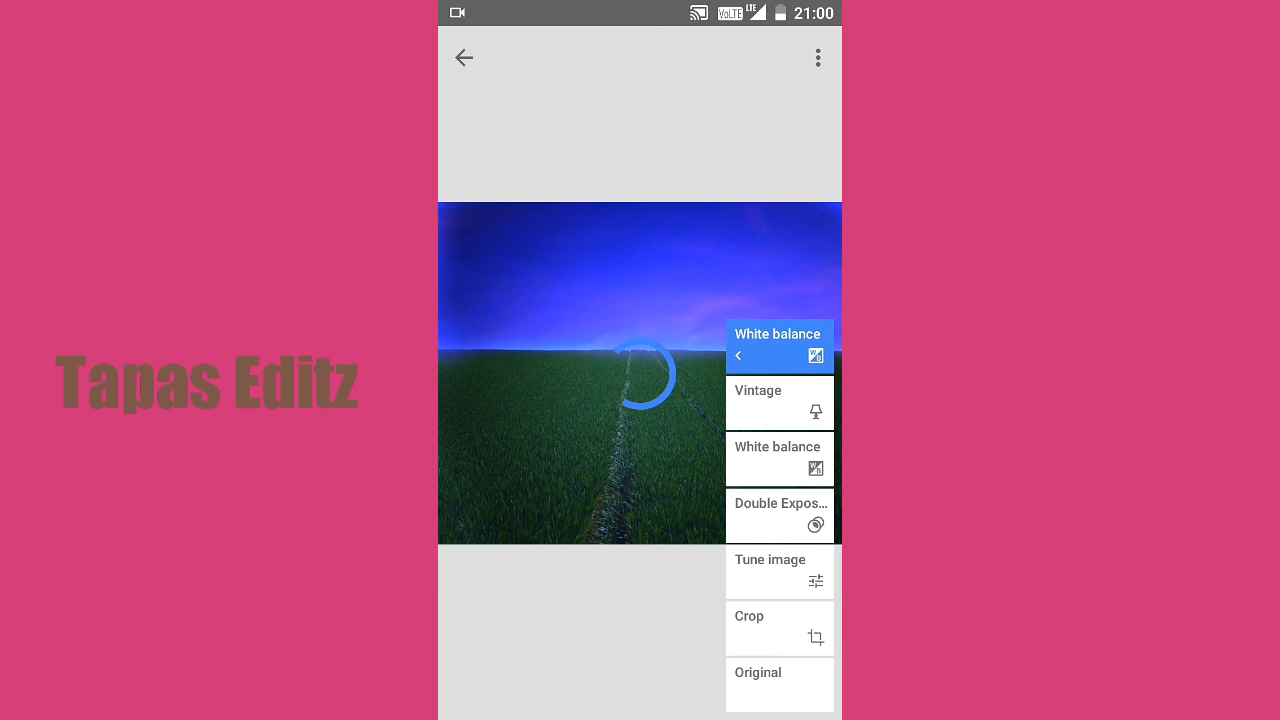 VoLTE LTE 21:00
White balance
Vintage
White balance
Tapas Editz
Double Expos...
Tune image
Crop
Original